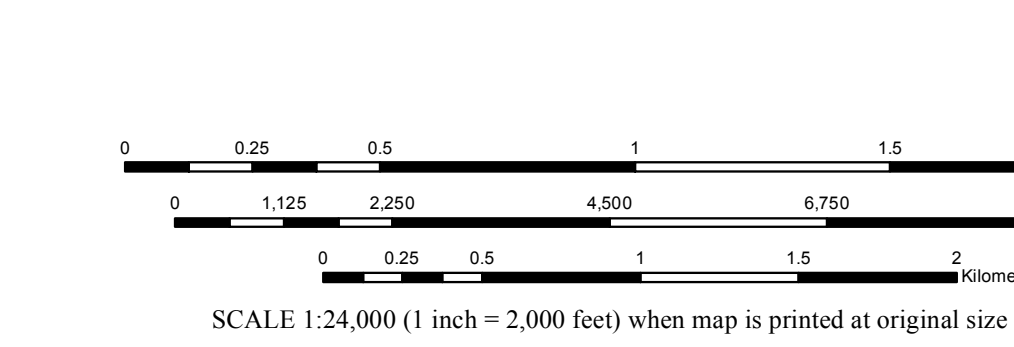 0 0.25 0.5 1 1.5
0 1,125 2,250 4,500 6,750
0 0.25 0.5 1 1.5 2
Kilome
SCALE 1:24,000 (1 inch = 2,000 feet) when map is printed at original size